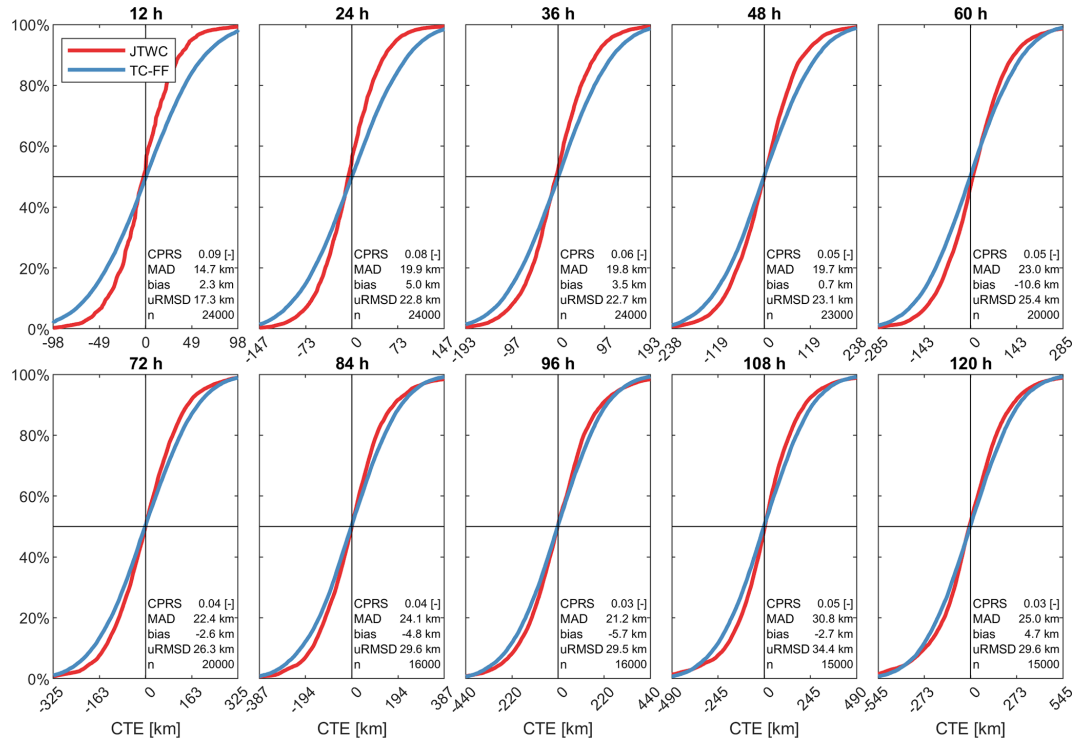 12 h 24 h 36 h 48 h 60 h
100%
80%
60%
40%
20%
0%
JTWC
TC-FF
CPRS 0.09 [-]
MAD 14.7 km
bias 2.3 km
uRMSD 17.3 km
n 24000
CPRS 0.08 [-]
MAD 19.9 km
bias 5.0 km
uRMSD 22.8 km
n 24000
CPRS 0.06 [-]
MAD 19.8 km
bias 3.5 km
uRMSD 22.7 km
n 24000
CPRS 0.05 [-]
MAD 19.7 km
bias 0.7 km
uRMSD 23.1 km
n 23000
CPRS 0.05 [-]
MAD 23.0 km
bias -10.6 km
uRMSD 25.4 km
n 20000
-98 -49 0 49 98
-147 -73 0 73 147
-193 -97 0 97 193
-238 -119 0 119 238
-285 -143 0 143 285
72 h 84 h 96 h 108 h 120 h
100%
80%
60%
40%
20%
0%
CPRS 0.04 [-]
MAD 22.4 km
bias -2.6 km
uRMSD 26.3 km
n 20000
CPRS 0.04 [-]
MAD 24.1 km
bias -4.8 km
uRMSD 29.6 km
n 16000
CPRS 0.03 [-]
MAD 21.2 km
bias -5.7 km
uRMSD 29.5 km
n 16000
CPRS 0.05 [-]
MAD 30.8 km
bias -2.7 km
uRMSD 34.4 km
n 15000
CPRS 0.03 [-]
MAD 25.0 km
bias 4.7 km
uRMSD 29.6 km
n 15000
-325 -163 0 163 325
-387 -194 0 194 387
-440 -220 0 220 440
-490 -245 0 245 490
-545 -273 0 273 545
CTE [km] CTE [km] CTE [km] CTE [km] CTE [km]